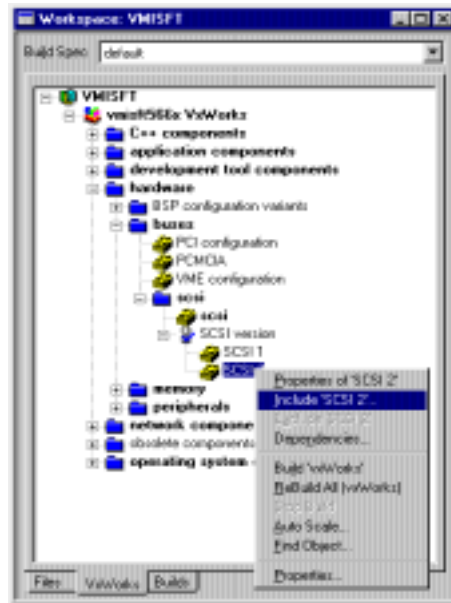 Workspace: VMISFT
Build Spec: default
VMISFT
VxWorks
C++ components
application components
development tool components
hardware
BSP configuration variants
buses
PCI configuration
PCMCIA
VME configuration
scsi
scsi
SCSI version
SCSI 1
SCSI
memory
peripherals
network compone
obsolete components
operating system
Properties of 'SCSI 2'
Include 'SCSI 2'...
Dependencies...
Build 'vxWorks'
ReBuild All (vxWorks)
Stop Build
Auto Scale...
Find Object...
Properties...
Files VxWorks Builds